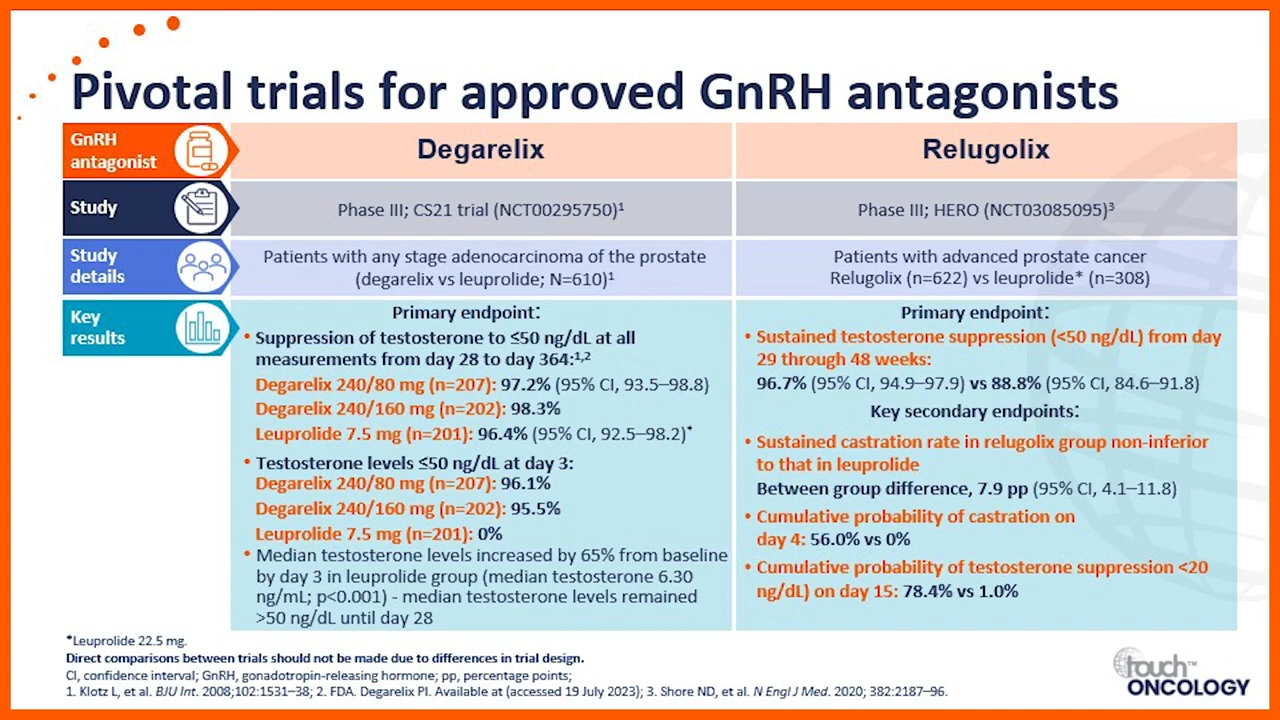 Pivotal trials for approved GnRH antagonists
GnRH
antagonist
Degarelix
Relugolix
Study
Phase III; CS21 trial (NCT00295750)¹
Phase III; HERO (NCT03085095)³
Study
details
Patients with any stage adenocarcinoma of the prostate
(degarelix vs leuprolide; N=610)¹
Patients with advanced prostate cancer
Relugolix (n=622) vs leuprolide* (n=308)
Key
results
Primary endpoint:
• Suppression of testosterone to ≤50 ng/dL at all
measurements from day 28 to day 364:¹,²
Degarelix 240/80 mg (n=207): 97.2% (95% CI, 93.5–98.8)
Degarelix 240/160 mg (n=202): 98.3%
Leuprolide 7.5 mg (n=201): 96.4% (95% CI, 92.5–98.2)*
• Testosterone levels ≤50 ng/dL at day 3:
Degarelix 240/80 mg (n=207): 96.1%
Degarelix 240/160 mg (n=202): 95.5%
Leuprolide 7.5 mg (n=201): 0%
• Median testosterone levels increased by 65% from baseline
by day 3 in leuprolide group (median testosterone 6.30
ng/mL; p<0.001) - median testosterone levels remained
>50 ng/dL until day 28
Primary endpoint:
• Sustained testosterone suppression (<50 ng/dL) from day
29 through 48 weeks:
96.7% (95% CI, 94.9–97.9) vs 88.8% (95% CI, 84.6–91.8)
Key secondary endpoints:
• Sustained castration rate in relugolix group non-inferior
to that in leuprolide
Between group difference, 7.9 pp (95% CI, 4.1–11.8)
• Cumulative probability of castration on
day 4: 56.0% vs 0%
• Cumulative probability of testosterone suppression <20
ng/dL) on day 15: 78.4% vs 1.0%
*Leuprolide 22.5 mg.
Direct comparisons between trials should not be made due to differences in trial design.
CI, confidence interval; GnRH, gonadotropin-releasing hormone; pp, percentage points;
1. Klotz L, et al. BJU Int. 2008;102:1531–38; 2. FDA. Degarelix PI. Available at (accessed 19 July 2023); 3. Shore ND, et al. N Engl J Med. 2020; 382:2187–96.
touch™
ONCOLOGY